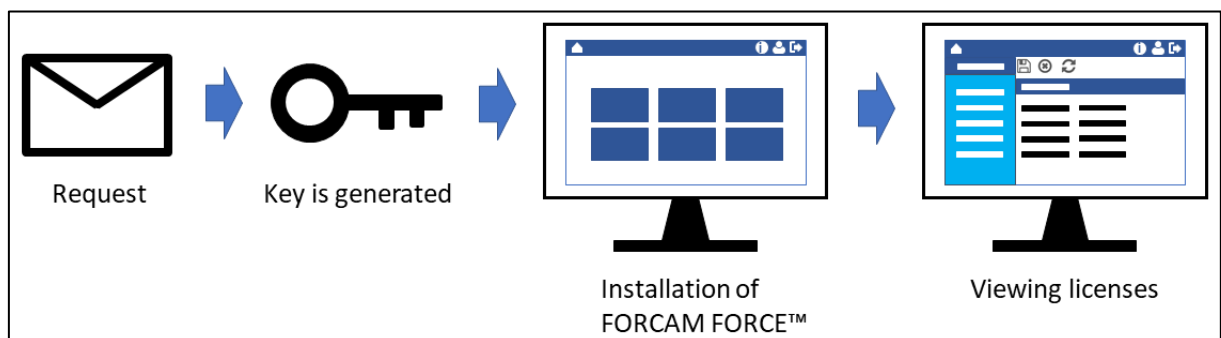 Request
Key is generated
Installation of
FORCAM FORCE™
Viewing licenses